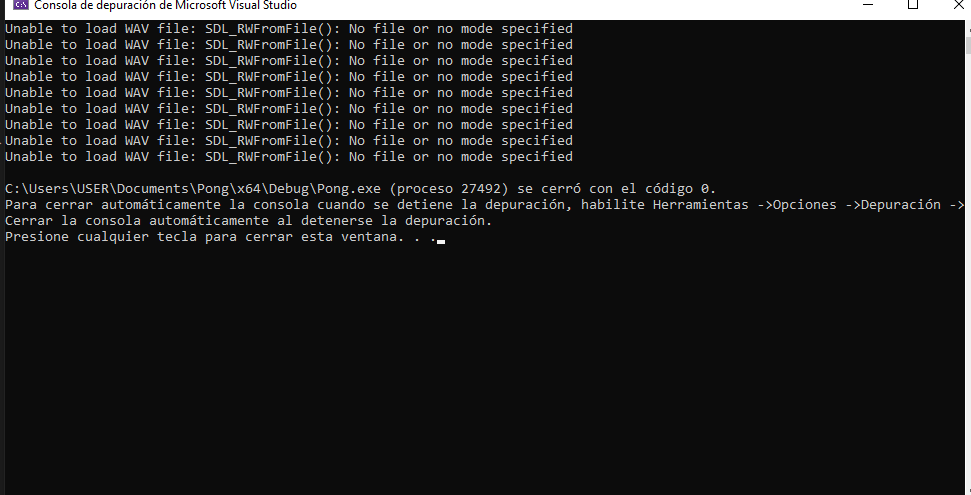 Consola de depuración de Microsoft Visual Studio
Unable to load WAV file: SDL_RWFromFile(): No file or no mode specified
Unable to load WAV file: SDL_RWFromFile(): No file or no mode specified
Unable to load WAV file: SDL_RWFromFile(): No file or no mode specified
Unable to load WAV file: SDL_RWFromFile(): No file or no mode specified
Unable to load WAV file: SDL_RWFromFile(): No file or no mode specified
Unable to load WAV file: SDL_RWFromFile(): No file or no mode specified
Unable to load WAV file: SDL_RWFromFile(): No file or no mode specified
Unable to load WAV file: SDL_RWFromFile(): No file or no mode specified
Unable to load WAV file: SDL_RWFromFile(): No file or no mode specified
C:\Users\USER\Documents\Pong\x64\Debug\Pong.exe (proceso 27492) se cerró con el código 0.
Para cerrar automáticamente la consola cuando se detiene la depuración, habilite Herramientas ->Opciones ->Depuración ->
Cerrar la consola automáticamente al detenerse la depuración.
Presione cualquier tecla para cerrar esta ventana. . .